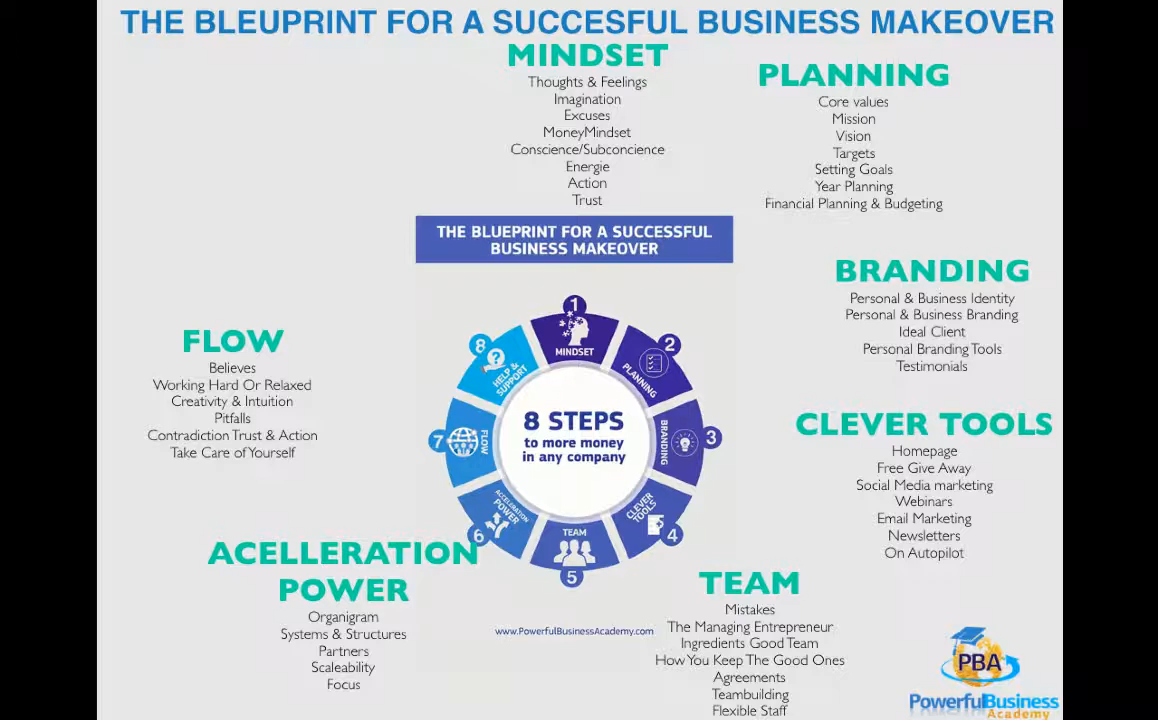 THE BLEUPRINT FOR A SUCCESFUL BUSINESS MAKEOVER
MINDSET
Thoughts & Feelings
Imagination
Excuses
MoneyMindset
Conscience/Subconcience
Energie
Action
Trust
PLANNING
Core values
Mission
Vision
Targets
Setting Goals
Year Planning
Financial Planning & Budgeting
THE BLUEPRINT FOR A SUCCESSFUL
BUSINESS MAKEOVER
BRANDING
Personal & Business Identity
Personal & Business Branding
Ideal Client
Personal Branding Tools
Testimonials
FLOW
Believes
Working Hard Or Relaxed
Creativity & Intuition
Pitfalls
Contradiction Trust & Action
Take Care of Yourself
1
MINDSET
2
PLANNING
3
BRANDING
4
CLEVER
TOOLS
5
TEAM
6
ACCELERATION
POWER
7
FLOW
8
HELP &
SUPPORT
8 STEPS
to more money
in any company
CLEVER TOOLS
Homepage
Free Give Away
Social Media marketing
Webinars
Email Marketing
Newsletters
On Autopilot
ACELLERATION
POWER
Organigram
Systems & Structures
Partners
Scaleability
Focus
TEAM
Mistakes
The Managing Entrepreneur
Ingredients Good Team
How You Keep The Good Ones
Agreements
Teambuilding
Flexible Staff
www.PowerfulBusinessAcademy.com
PBA
PowerfulBusiness
Academy